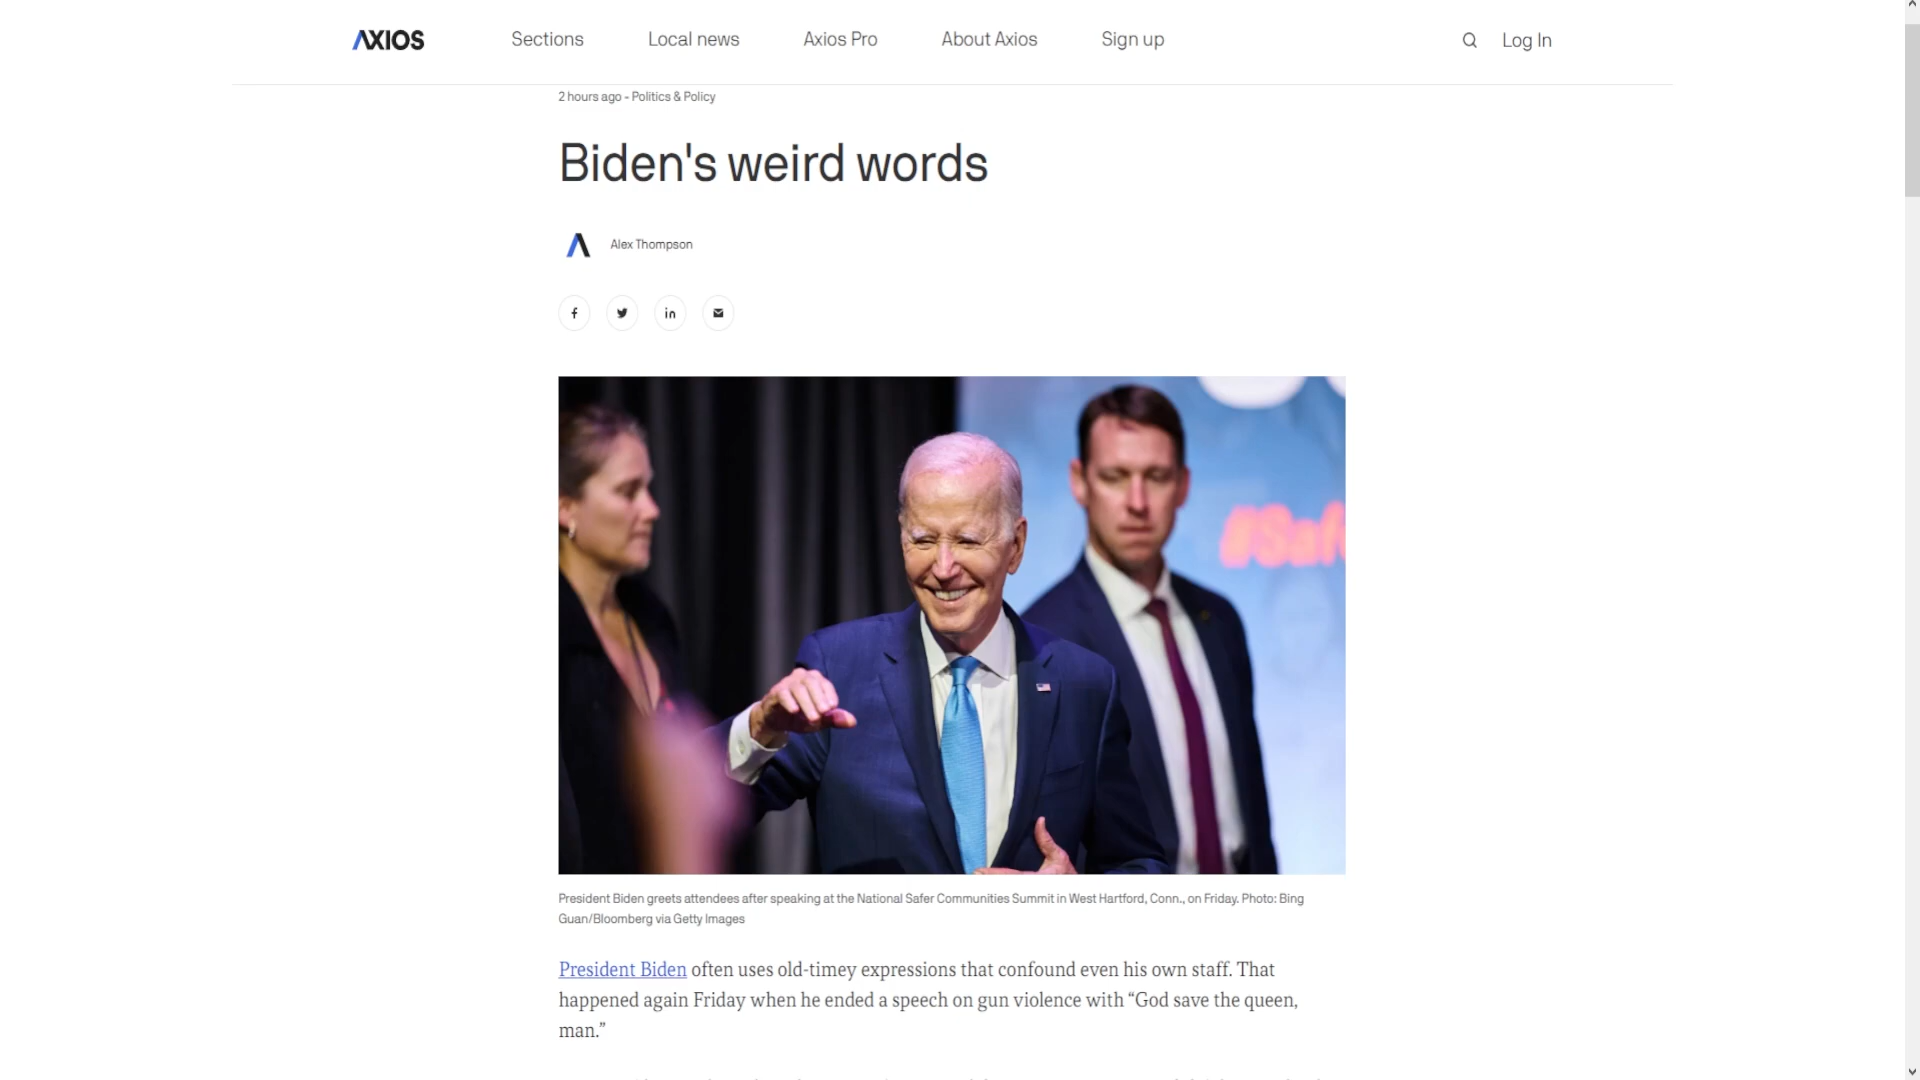 AXIOS
Sections
Local news
Axios Pro
About Axios
Sign up
Log In
2 hours ago - Politics & Policy
Biden's weird words
Alex Thompson
#Safe
President Biden greets attendees after speaking at the National Safer Communities Summit in West Hartford, Conn., on Friday. Photo: Bing
Guan/Bloomberg via Getty Images
President Biden often uses old-timey expressions that confound even his own staff. That
happened again Friday when he ended a speech on gun violence with “God save the queen,
man.”